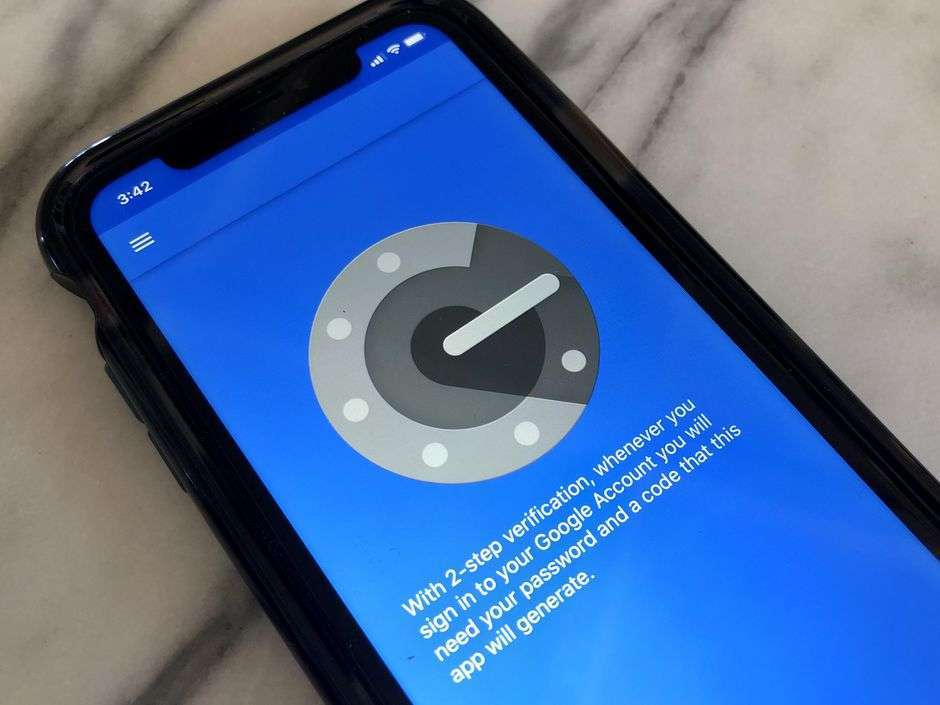 3:42
With 2-step verification, whenever you
sign in to your Google Account you will
need your password and a code that this
app will generate.